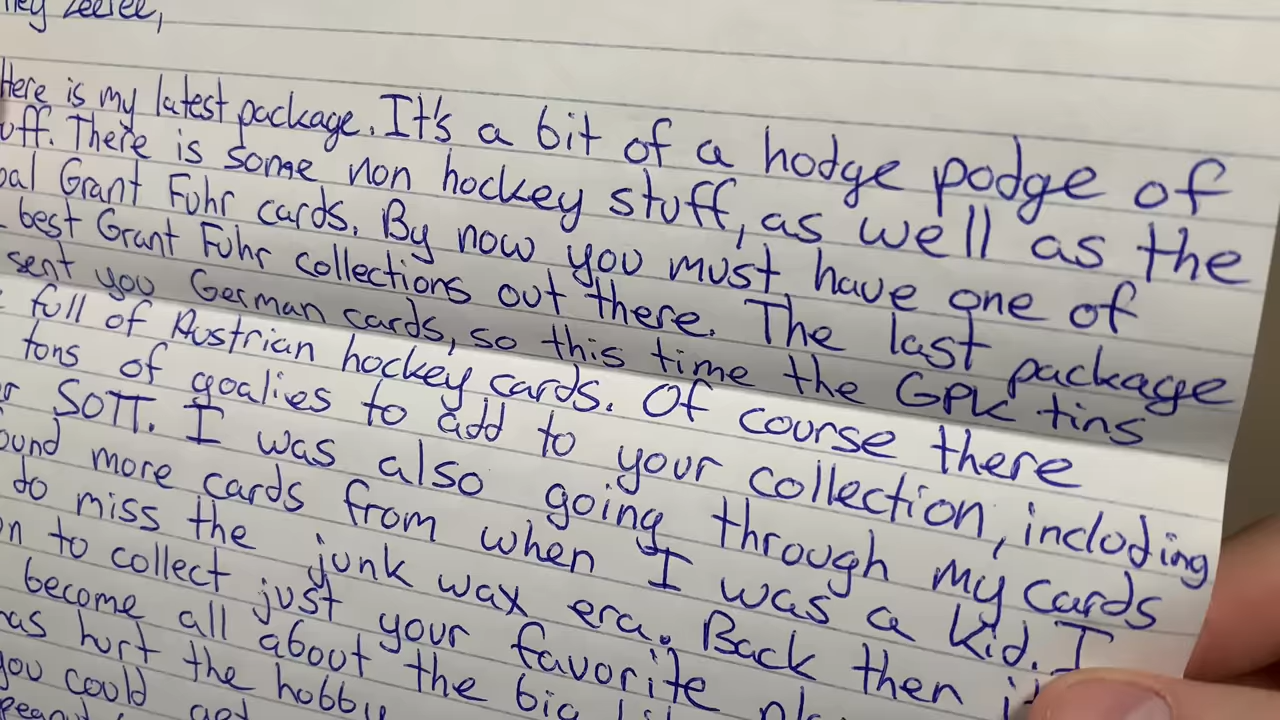 Hey ZeeZee,
Here is my latest package. It's a bit of a hodge podge of
uff. There is some non hockey stuff, as well as the
oal Grant Fuhr cards. By now you must have one of
best Grant Fuhr collections out there. The last package
sent you German cards, so this time the GPK tins
full of Austrian hockey cards. Of course there
tons of goalies to add to your collection, including
SOTT. I was also going through my cards
ound more cards from when I was a kid. I
do miss the junk wax era. Back then
to collect just your favorite
become all about the big
as hurt the hobby
you could get